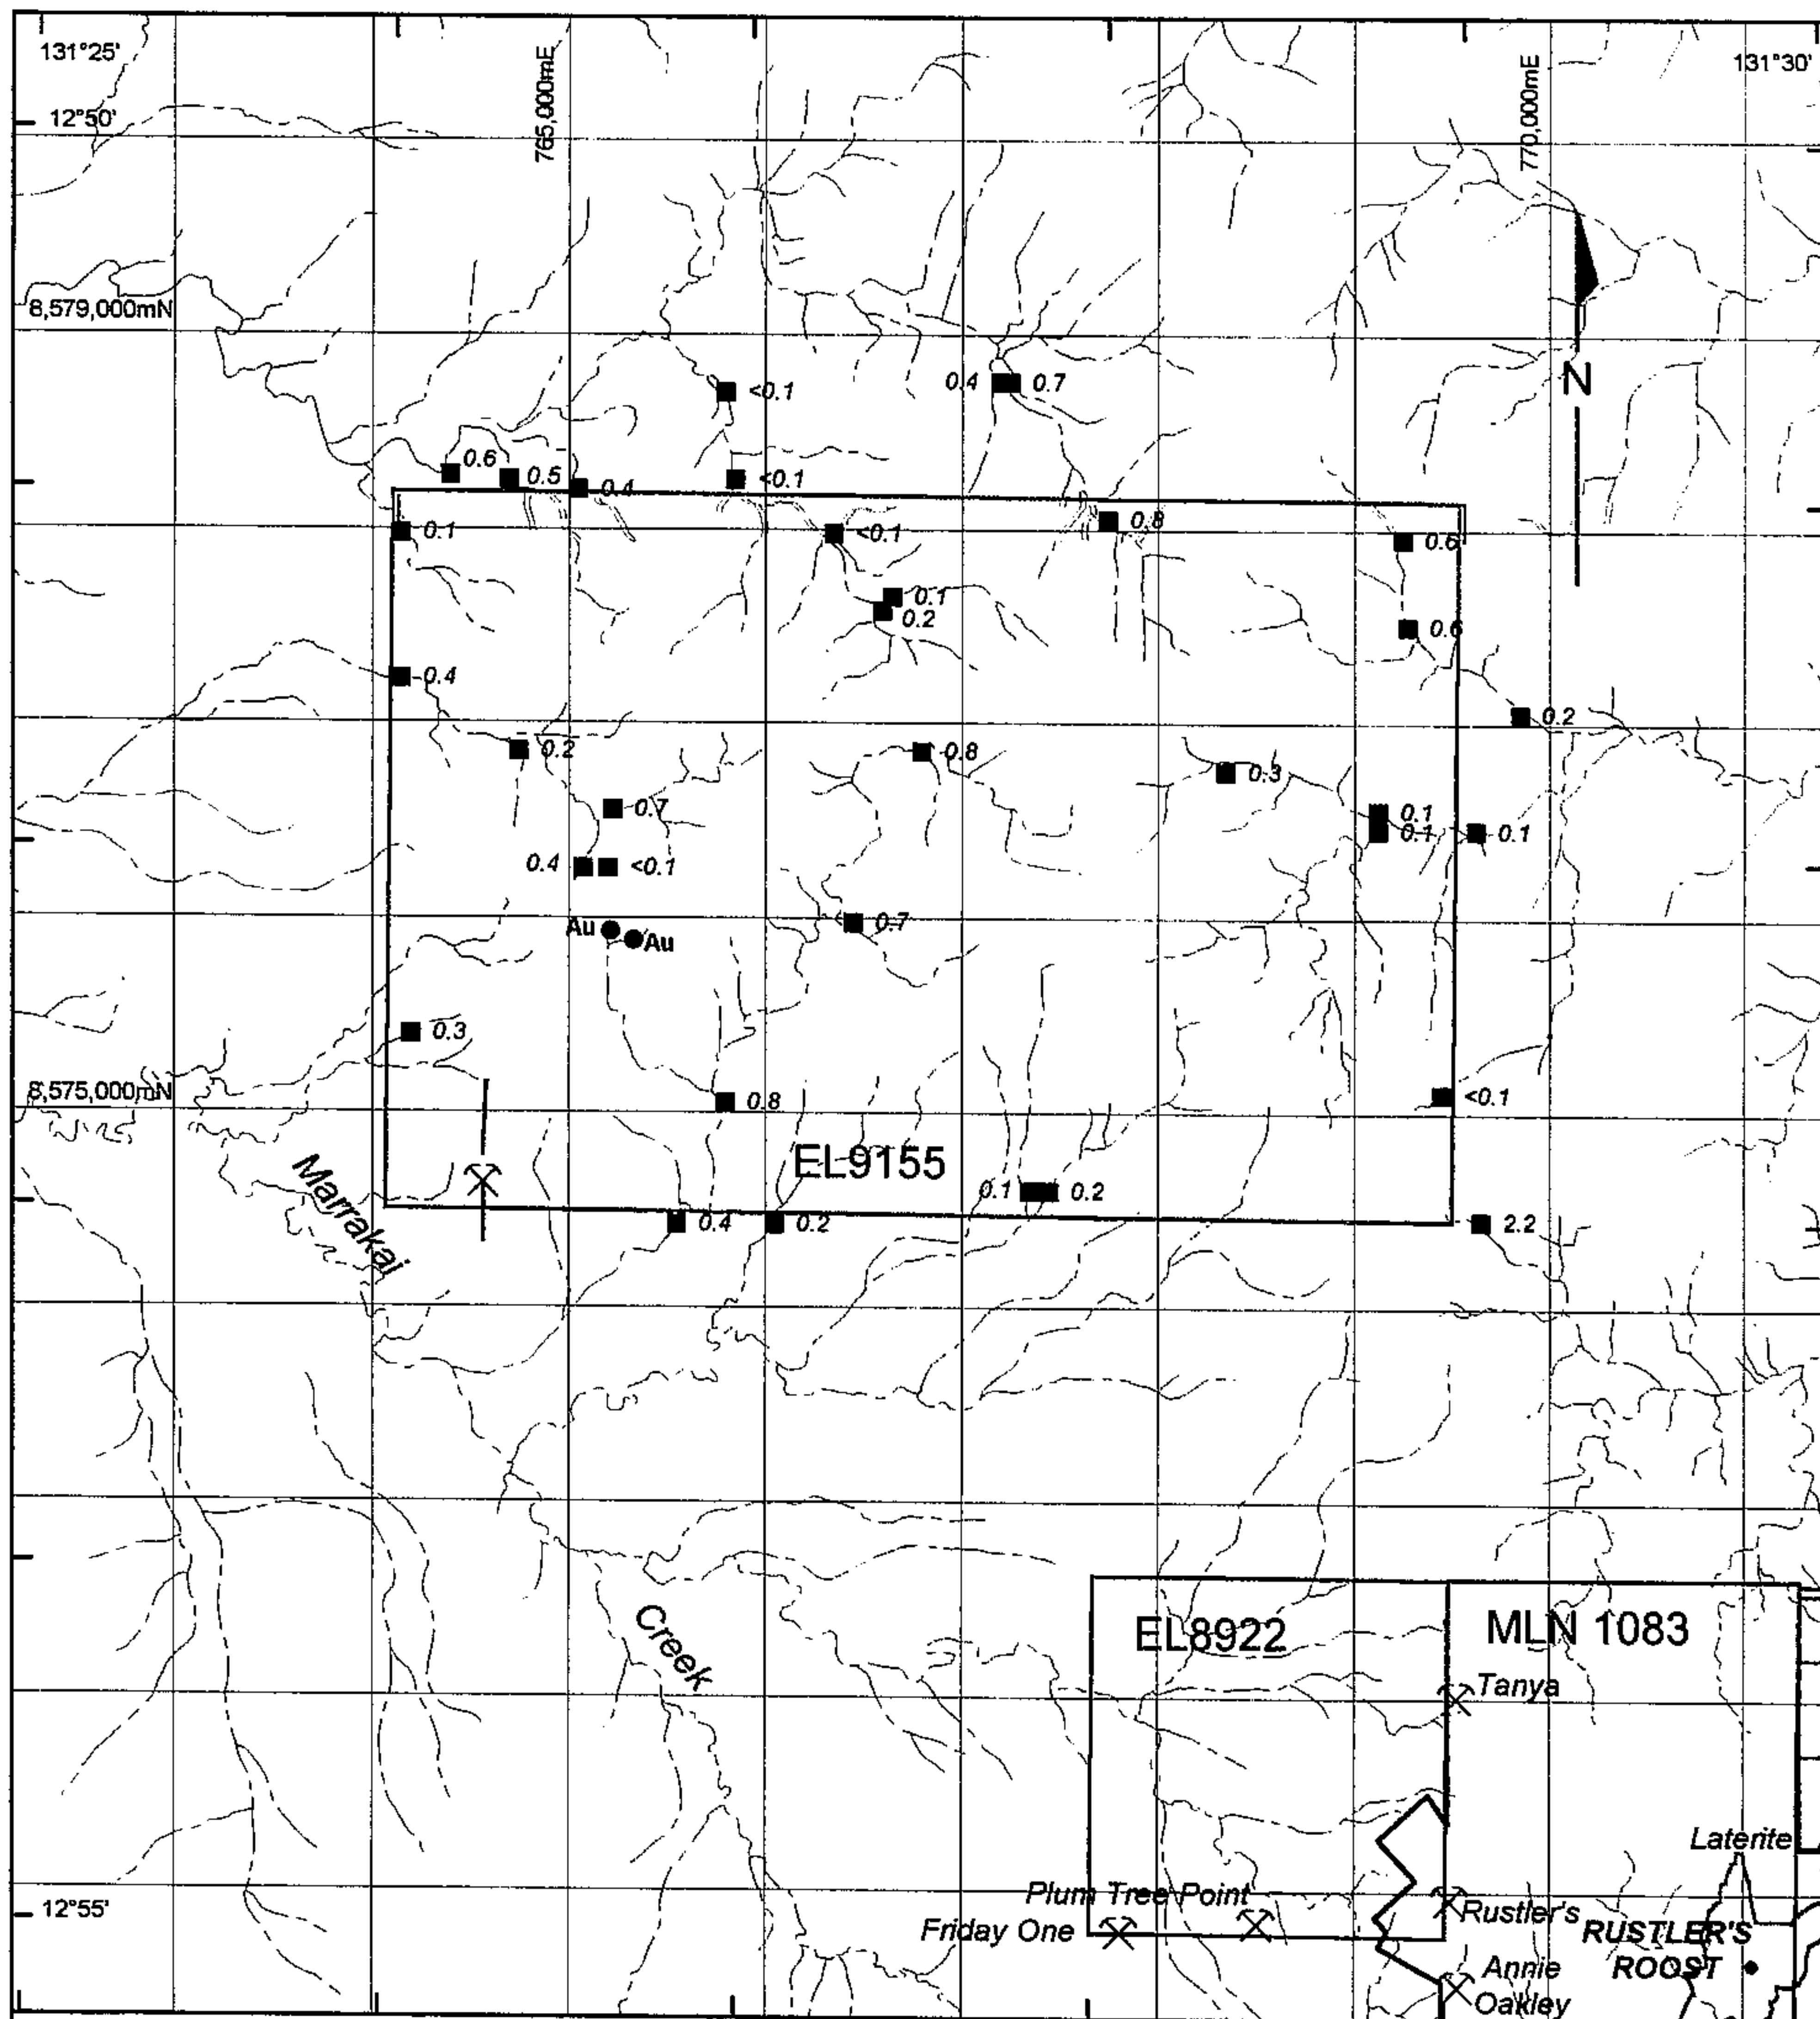 131°25'
765,000mE
770,000mE
131°30'
12°50'
8,579,000mN
N
<0.1
0.4
0.7
0.6
0.5
0.4
<0.1
0.1
<0.1
0.8
0.6
0.1
0.2
0.6
0.4
0.2
0.2
0.8
0.3
0.7
0.1
0.1
0.1
0.4
<0.1
0.7
Au
Au
0.3
8,575,000mN
0.8
<0.1
EL9155
0.1
0.2
Marrakai
0.4
0.2
2.2
Creek
EL8922
MLN 1083
Tanya
Laterite
12°55'
Plum Tree Point
Friday One
Rustler's
RUSTLER'S
ROOST
Annie
Oakley